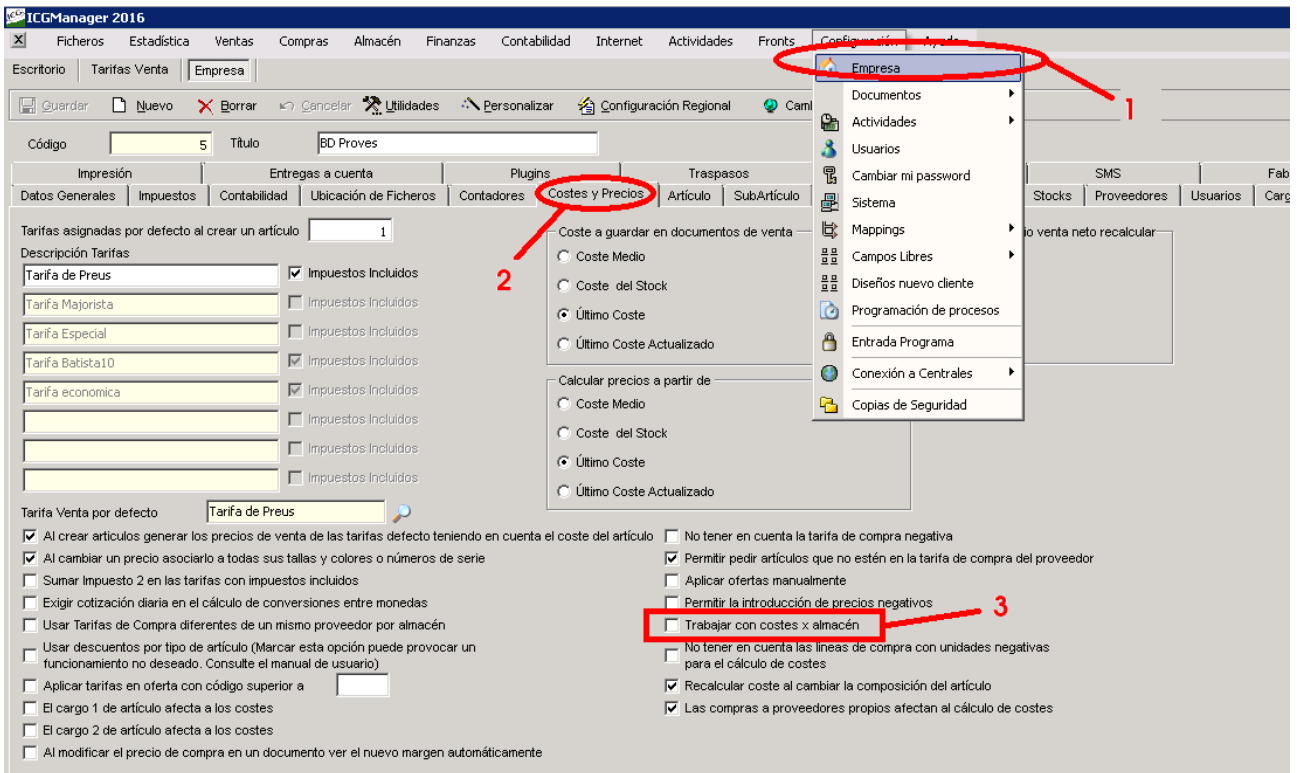 ICGManager 2016
Ficheros Estadística Ventas Compras Almacén Finanzas Contabilidad Internet Actividades Fronts Configuración Ayuda
Escritorio Tarifas Venta Empresa
Empresa
Guardar Nuevo Borrar Cancelar Utilidades Personalizar Configuración Regional
Documentos
1
Actividades
Código 5 Título BD Proves
Usuarios
Impresión Entregas a cuenta Plugins Traspasos SMS
Cambiar mi password
Datos Generales Impuestos Contabilidad Ubicación de Ficheros Contadores Costes y Precios Artículo SubArtículo Stocks Proveedores Usuarios
Sistema
Tarifas asignadas por defecto al crear un artículo 1
Coste a guardar en documentos de venta
Mappings
venta neto recalcular
Descripción Tarifas
Coste Medio
Campos Libres
Tarifa de Preus Impuestos Incluidos
2
Coste del Stock
Diseños nuevo cliente
Tarifa Majorista Impuestos Incluidos
Último Coste
Programación de procesos
Tarifa Especial Impuestos Incluidos
Último Coste Actualizado
Entrada Programa
Tarifa Batista10 Impuestos Incluidos
Conexión a Centrales
Calcular precios a partir de
Tarifa economica Impuestos Incluidos
Coste Medio
Copias de Seguridad
Impuestos Incluidos
Coste del Stock
Impuestos Incluidos
Último Coste
Impuestos Incluidos
Último Coste Actualizado
Tarifa Venta por defecto Tarifa de Preus
Al crear articulos generar los precios de venta de las tarifas defecto teniendo en cuenta el coste del artículo
No tener en cuenta la tarifa de compra negativa
Al cambiar un precio asociarlo a todas sus tallas y colores o números de serie
Permitir pedir artículos que no estén en la tarifa de compra del proveedor
Sumar Impuesto 2 en las tarifas con impuestos incluidos
Aplicar ofertas manualmente
Exigir cotización diaria en el cálculo de conversiones entre monedas
Permitir la introducción de precios negativos
3
Usar Tarifas de Compra diferentes de un mismo proveedor por almacén
Trabajar con costes x almacén
Usar descuentos por tipo de artículo (Marcar esta opción puede provocar un
funcionamiento no deseado. Consulte el manual de usuario)
No tener en cuenta las lineas de compra con unidades negativas
para el cálculo de costes
Aplicar tarifas en oferta con código superior a
Recalcular coste al cambiar la composición del artículo
El cargo 1 de artículo afecta a los costes
Las compras a proveedores propios afectan al cálculo de costes
El cargo 2 de artículo afecta a los costes
Al modificar el precio de compra en un documento ver el nuevo margen automáticamente